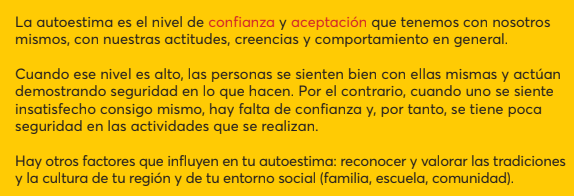 La autoestima es el nivel de confianza y aceptación que tenemos con nosotros
mismos, con nuestras actitudes, creencias y comportamiento en general.
Cuando ese nivel es alto, las personas se sienten bien con ellas mismas y actúan
demostrando seguridad en lo que hacen. Por el contrario, cuando uno se siente
insatisfecho consigo mismo, hay falta de confianza y, por tanto, se tiene poca
seguridad en las actividades que se realizan.
Hay otros factores que influyen en tu autoestima: reconocer y valorar las tradiciones
y la cultura de tu región y de tu entorno social (familia, escuela, comunidad).